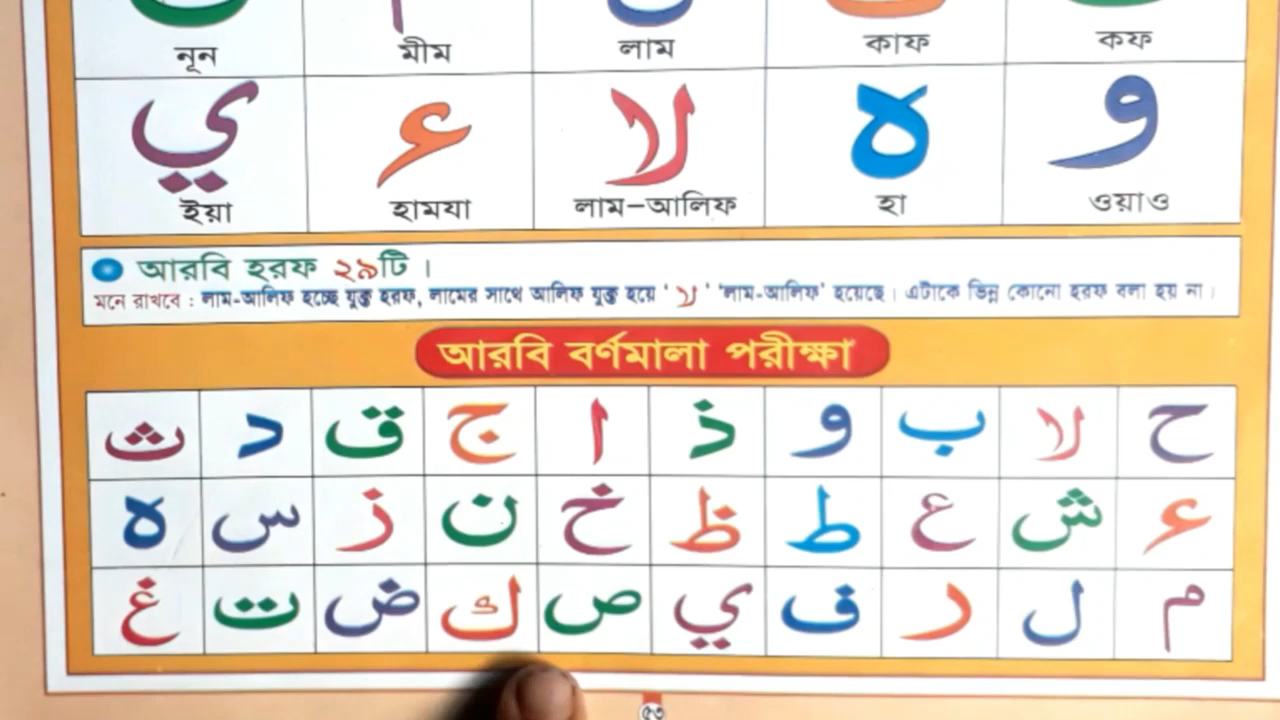 নূন মীম লাম কাফ কফ
ي ء لا ه و
ইয়া হামযা লাম-আলিফ হা ওয়াও
আরবি হরফ ২৯টি।
মনে রাখবে : লাম-আলিফ হচ্ছে যুক্ত হরফ, লামের সাথে আলিফ যুক্ত হয়ে ' لا ' 'লাম-আলিফ' হয়েছে। এটাকে ভিন্ন কোনো হরফ বলা হয় না।
আরবি বর্ণমালা পরীক্ষা
ث د ق ج ا ذ و ب لا ح
ه س ز ن خ ظ ط ع ش ء
غ ت ض ك ص ي ف ر ل م
৫৩